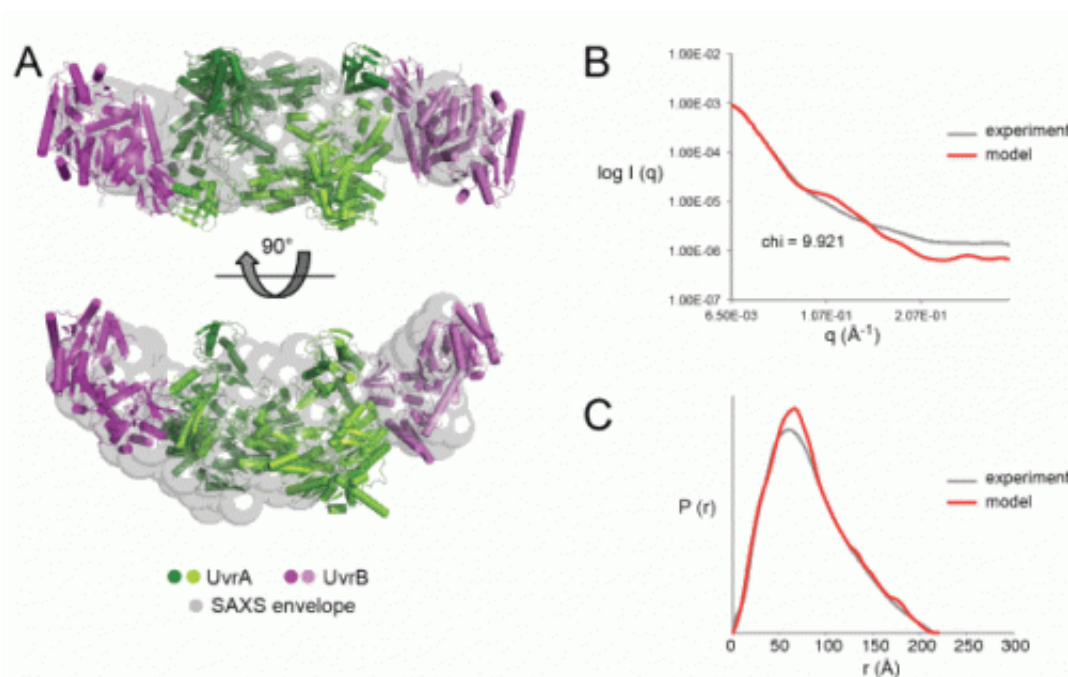 A
90°
UvrA
UvrB
SAXS envelope
B
1.00E-02
1.00E-03
1.00E-04
1.00E-05
1.00E-06
1.00E-07
log I (q)
experiment
model
chi = 9.921
6.50E-03
1.07E-01
2.07E-01
q (Å-1)
C
P (r)
experiment
model
0
50
100
150
200
250
300
r (Å)